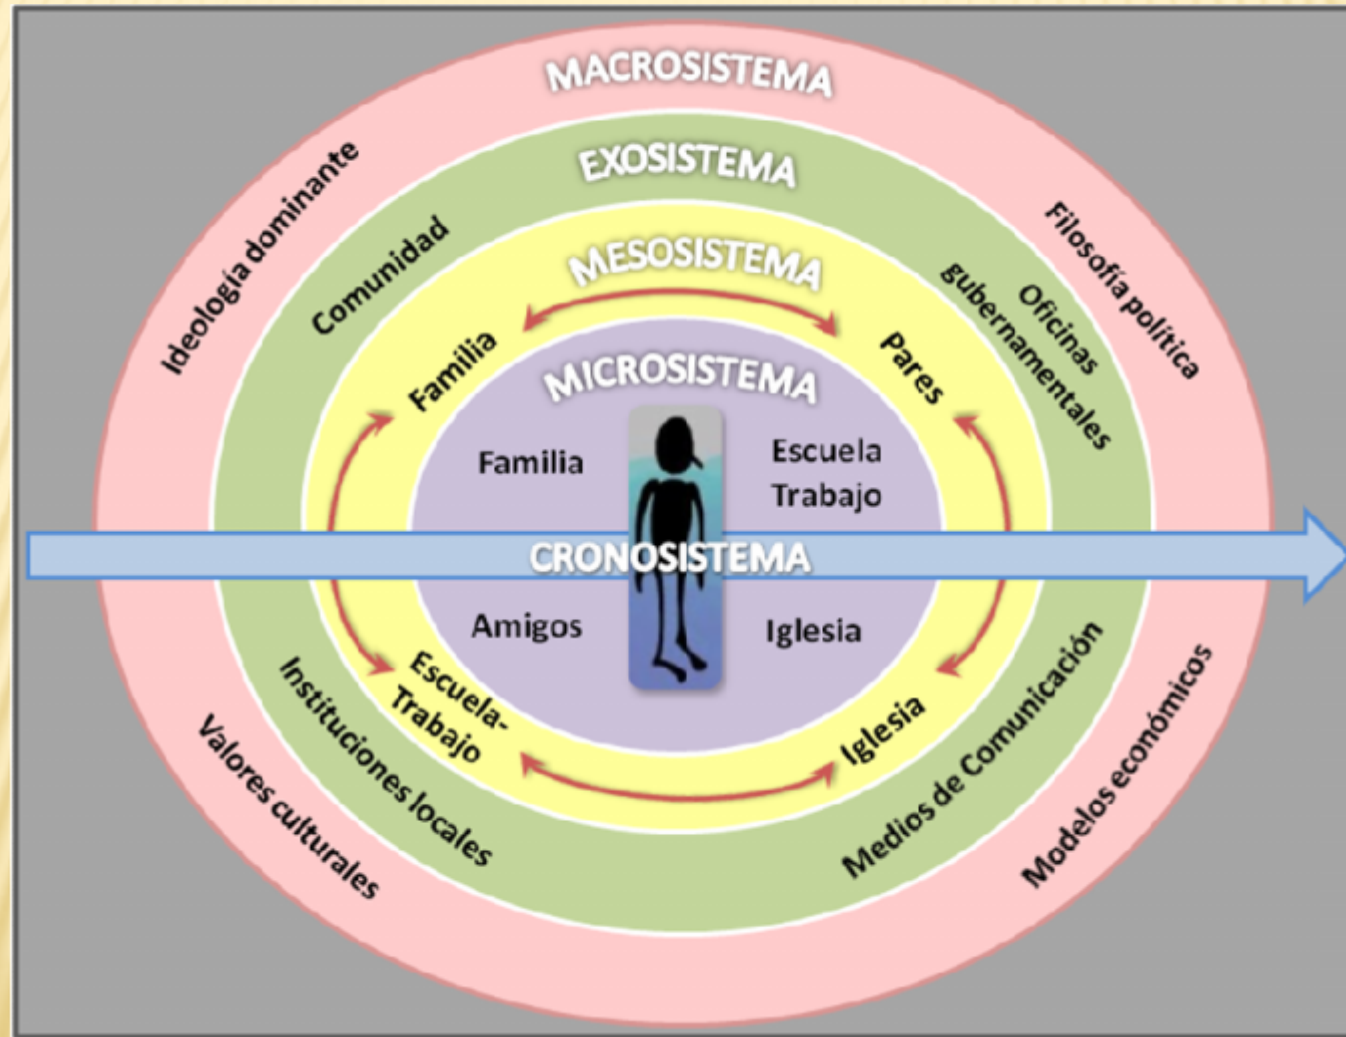 MACROSISTEMA
EXOSISTEMA
MESOSISTEMA
MICROSISTEMA
Ideología dominante
Comunidad
Familia
Pares
Oficinas
gubernamentales
Filosofía política
Familia
Escuela
Trabajo
CRONOSISTEMA
Amigos
Iglesia
Escuela-
Trabajo
Iglesia
Instituciones locales
Medios de Comunicación
Valores culturales
Modelos económicos